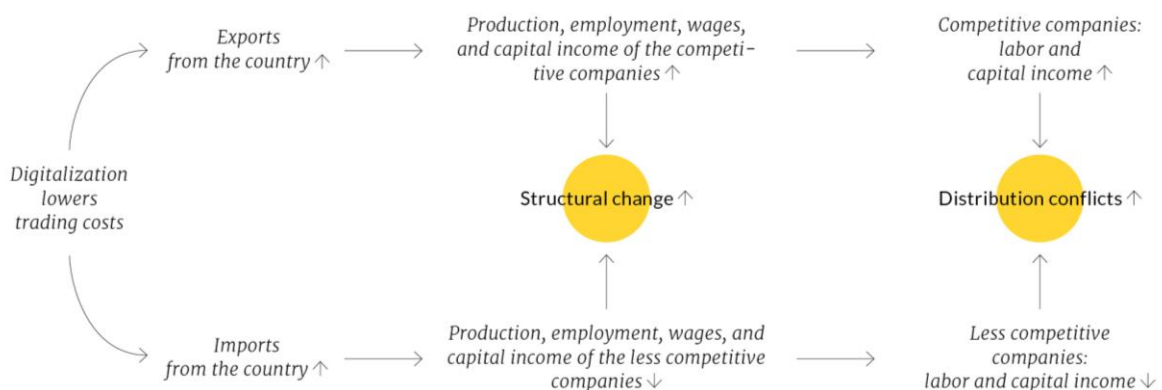 Exports
from the country ↑
Production, employment, wages,
and capital income of the competi-
tive companies ↑
Competitive companies:
labor and
capital income ↑
Digitalization
lowers
trading costs
Structural change ↑
Distribution conflicts ↑
Imports
from the country ↑
Production, employment, wages, and
capital income of the less competitive
companies ↓
Less competitive
companies:
labor and capital income ↓